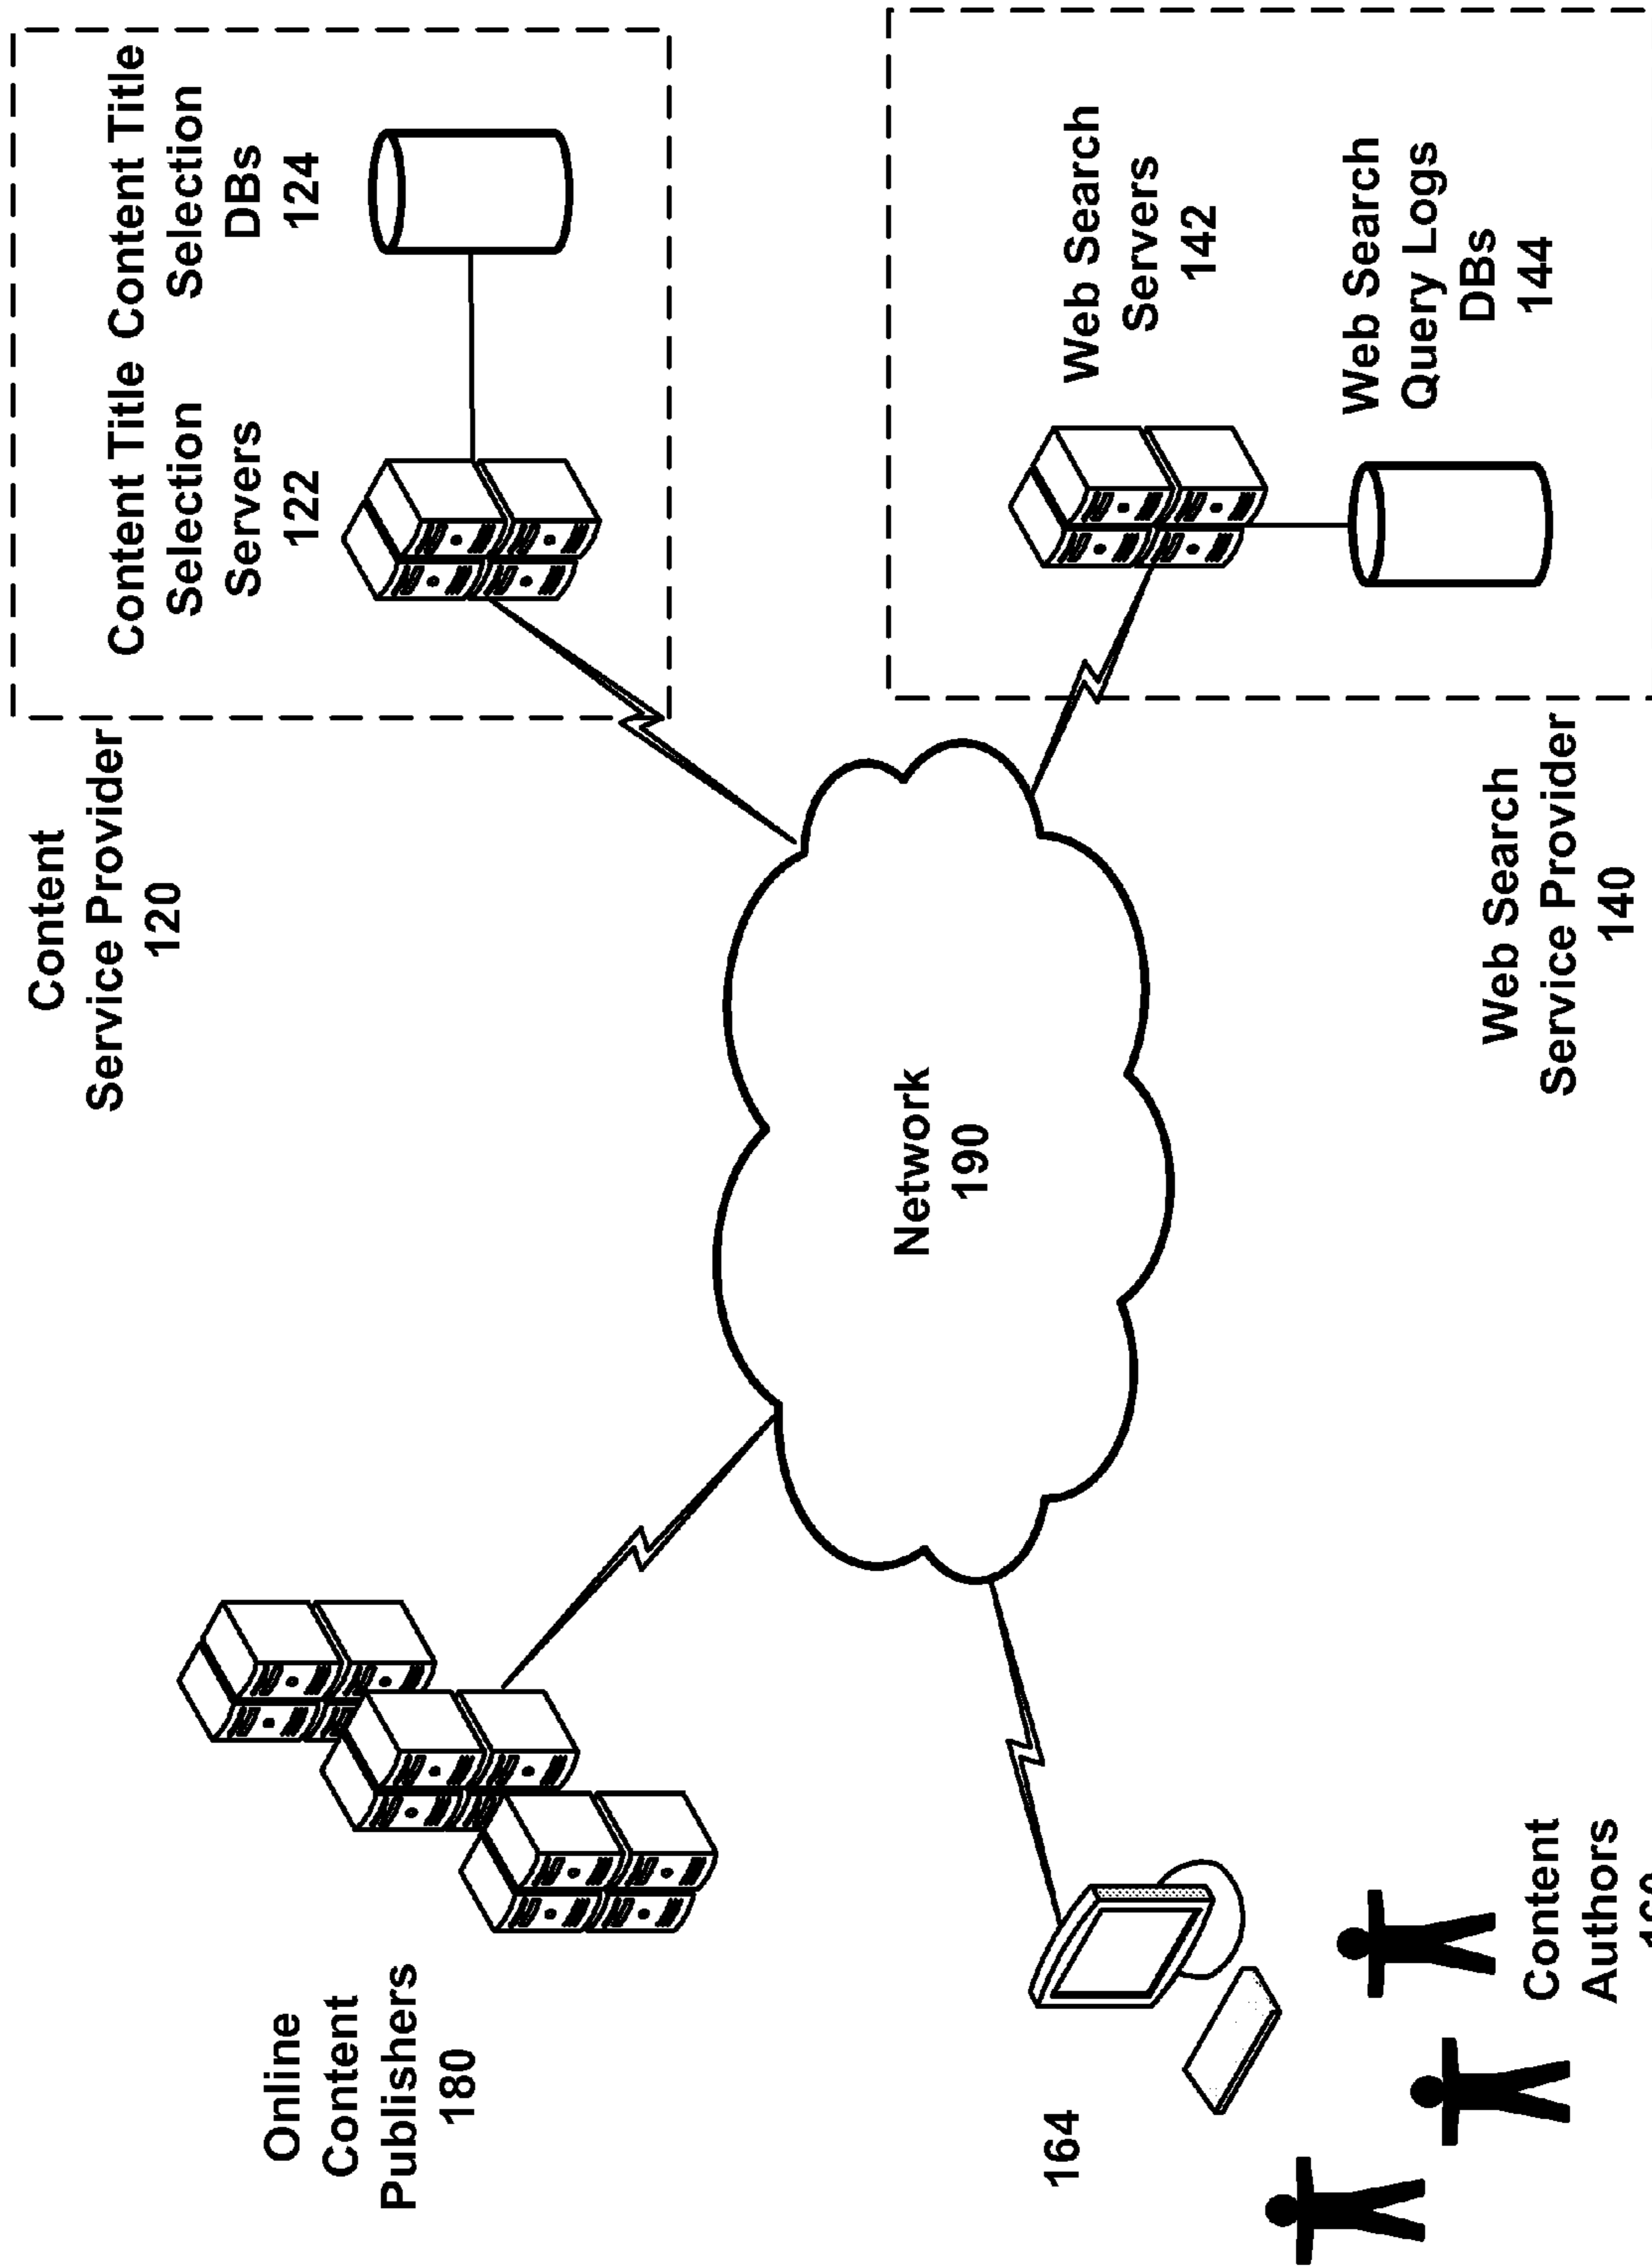 Online
Content
Publishers
180
Content
Service Provider
120
Content Title
Selection
Servers
122
Content Title
Selection
DBs
124
Network
190
164
Content
Authors
160
Web Search
Servers
142
Web Search
Query Logs
DBs
144
Web Search
Service Provider
140